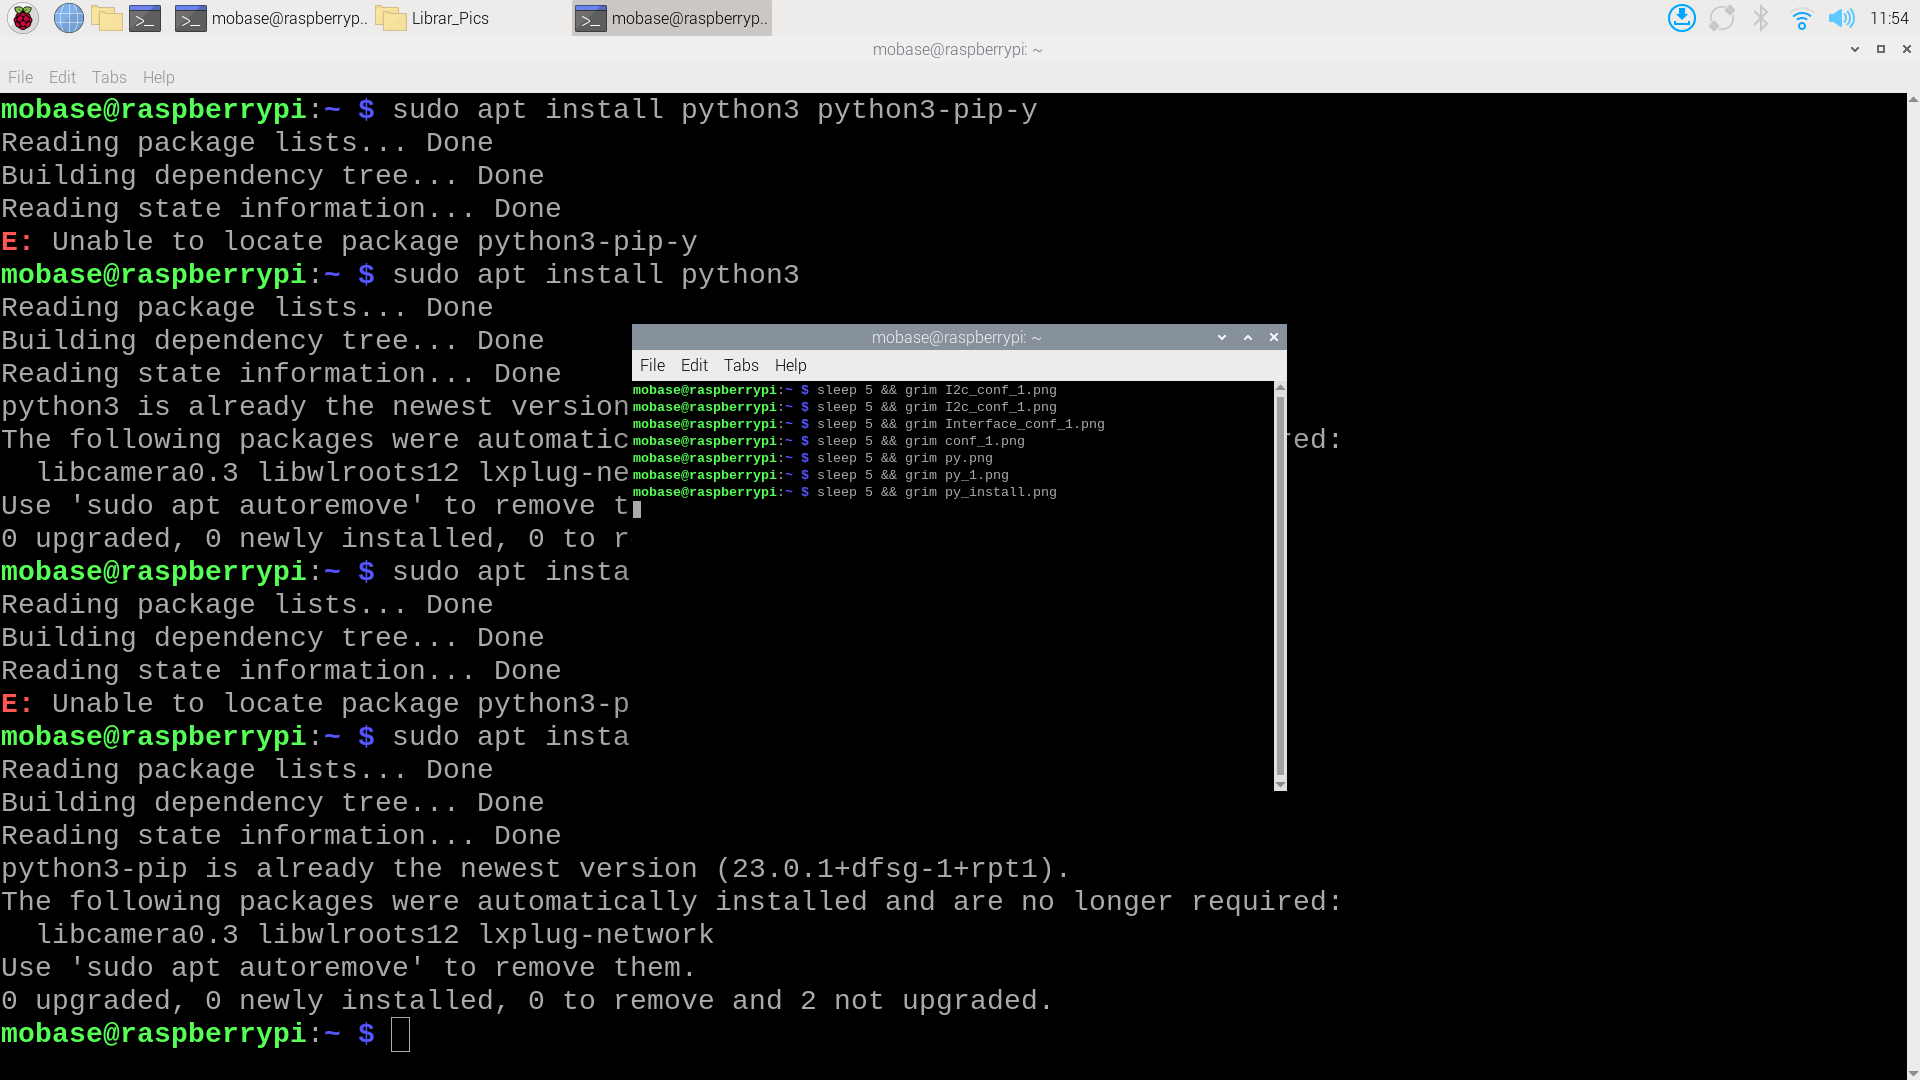 mobase@raspberryp..
Librar_Pics
mobase@raspberryp..
11:54
mobase@raspberrypi: ~
File Edit Tabs Help
mobase@raspberrypi:~ $ sudo apt install python3 python3-pip-y
Reading package lists... Done
Building dependency tree... Done
Reading state information... Done
E: Unable to locate package python3-pip-y
mobase@raspberrypi:~ $ sudo apt install python3
Reading package lists... Done
Building dependency tree... Done
Reading state information... Done
python3 is already the newest version
The following packages were automatic
red:
libcamera0.3 libwlroots12 lxplug-ne
Use 'sudo apt autoremove' to remove t
0 upgraded, 0 newly installed, 0 to r
mobase@raspberrypi:~ $ sudo apt insta
Reading package lists... Done
Building dependency tree... Done
Reading state information... Done
E: Unable to locate package python3-p
mobase@raspberrypi:~ $ sudo apt insta
Reading package lists... Done
Building dependency tree... Done
Reading state information... Done
python3-pip is already the newest version (23.0.1+dfsg-1+rpt1).
The following packages were automatically installed and are no longer required:
libcamera0.3 libwlroots12 lxplug-network
Use 'sudo apt autoremove' to remove them.
0 upgraded, 0 newly installed, 0 to remove and 2 not upgraded.
mobase@raspberrypi:~ $
mobase@raspberrypi: ~
File Edit Tabs Help
mobase@raspberrypi:~ $ sleep 5 && grim I2c_conf_1.png
mobase@raspberrypi:~ $ sleep 5 && grim I2c_conf_1.png
mobase@raspberrypi:~ $ sleep 5 && grim Interface_conf_1.png
mobase@raspberrypi:~ $ sleep 5 && grim conf_1.png
mobase@raspberrypi:~ $ sleep 5 && grim py.png
mobase@raspberrypi:~ $ sleep 5 && grim py_1.png
mobase@raspberrypi:~ $ sleep 5 && grim py_install.png